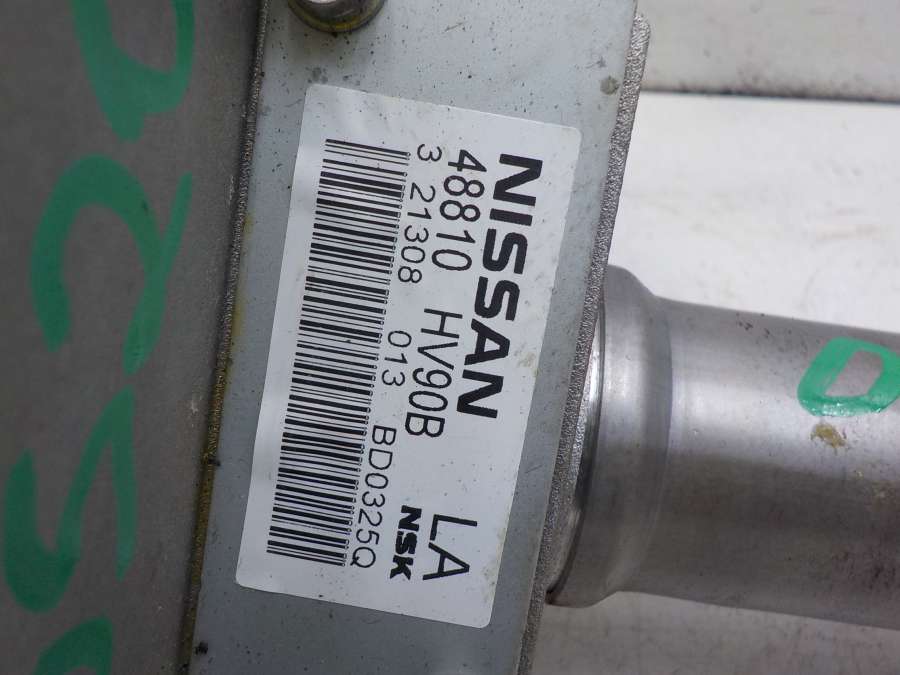 NISSAN
48810 HV90B LA
3 21308 013 BD0325Q
NSK